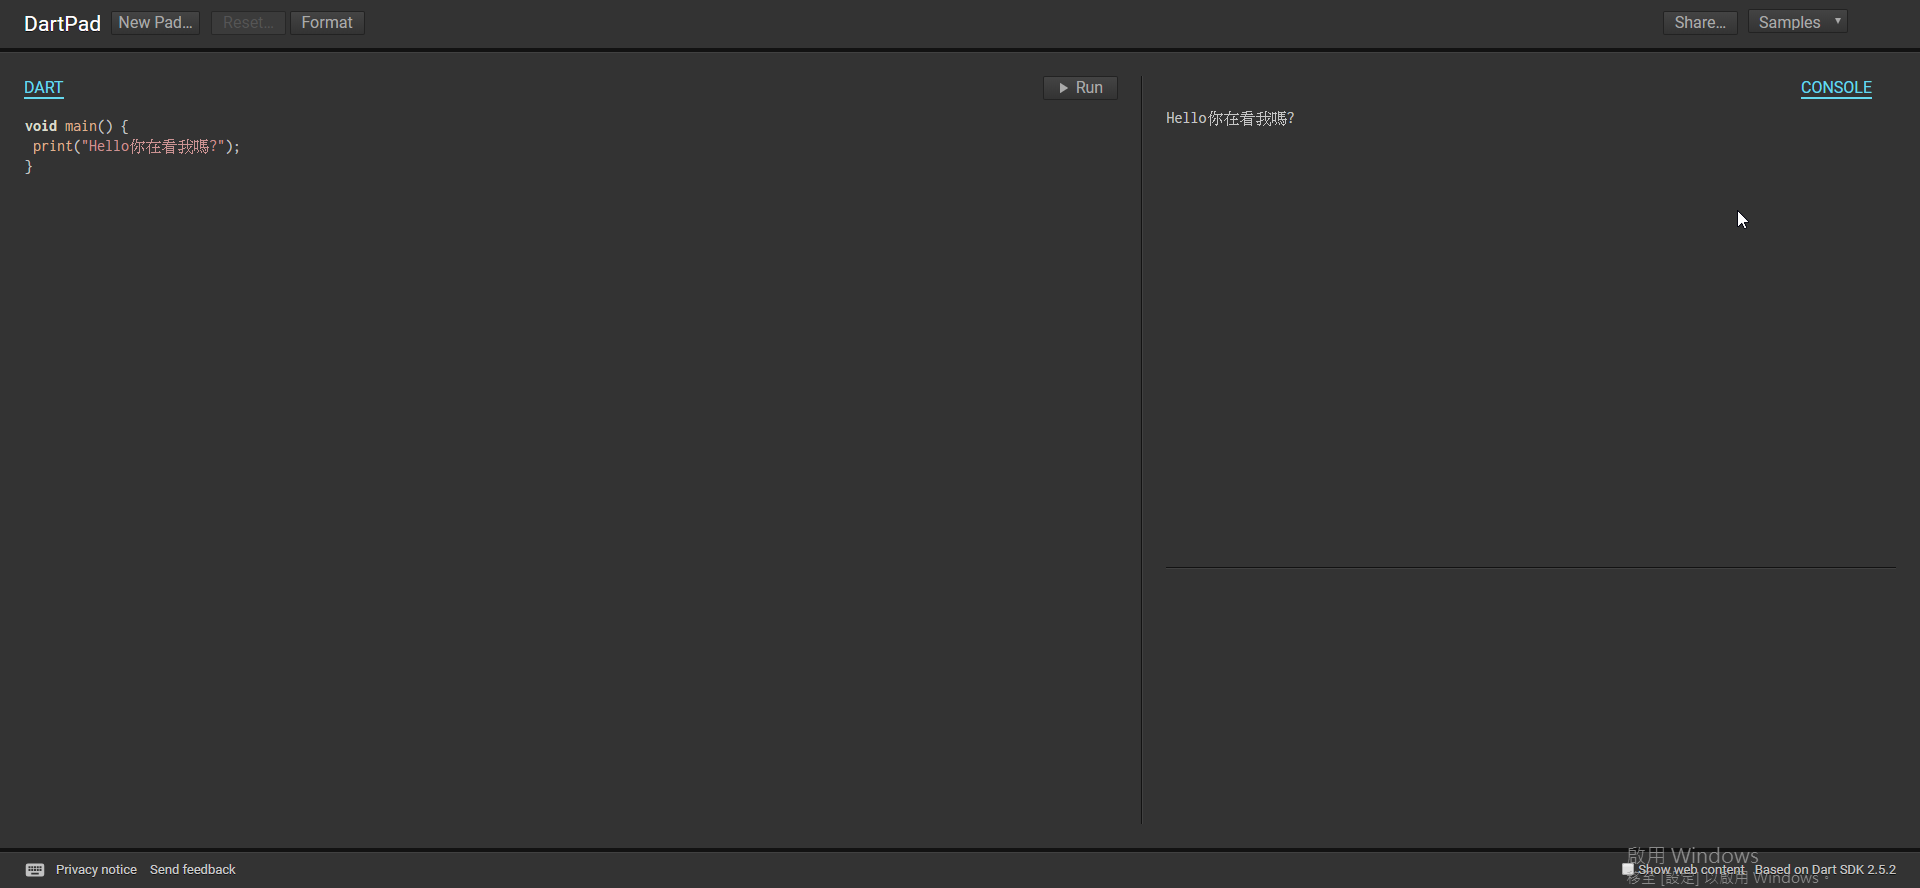 DartPad New Pad... Reset... Format Share... Samples
DART Run CONSOLE
void main() {
print("Hello你在看我嗎?");
}
Hello你在看我嗎?
Privacy notice Send feedback
啟用 Windows
Show web content Based on Dart SDK 2.5.2
移至 [設定] 以啟用 Windows。